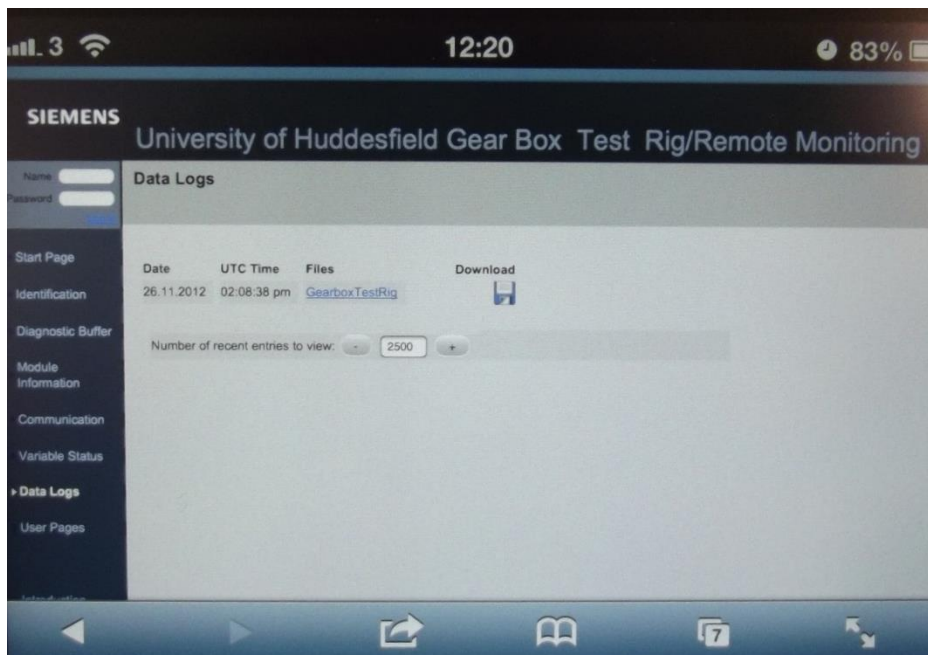 3 12:20 83%
SIEMENS
University of Huddesfield Gear Box Test Rig/Remote Monitoring
Name
Password
Data Logs
Start Page
Identification
Diagnostic Buffer
Module
Information
Communication
Variable Status
Data Logs
User Pages
Introduction
Date UTC Time Files Download
26.11.2012 02:08:38 pm GearboxTestRig
Number of recent entries to view: - 2500 +
7